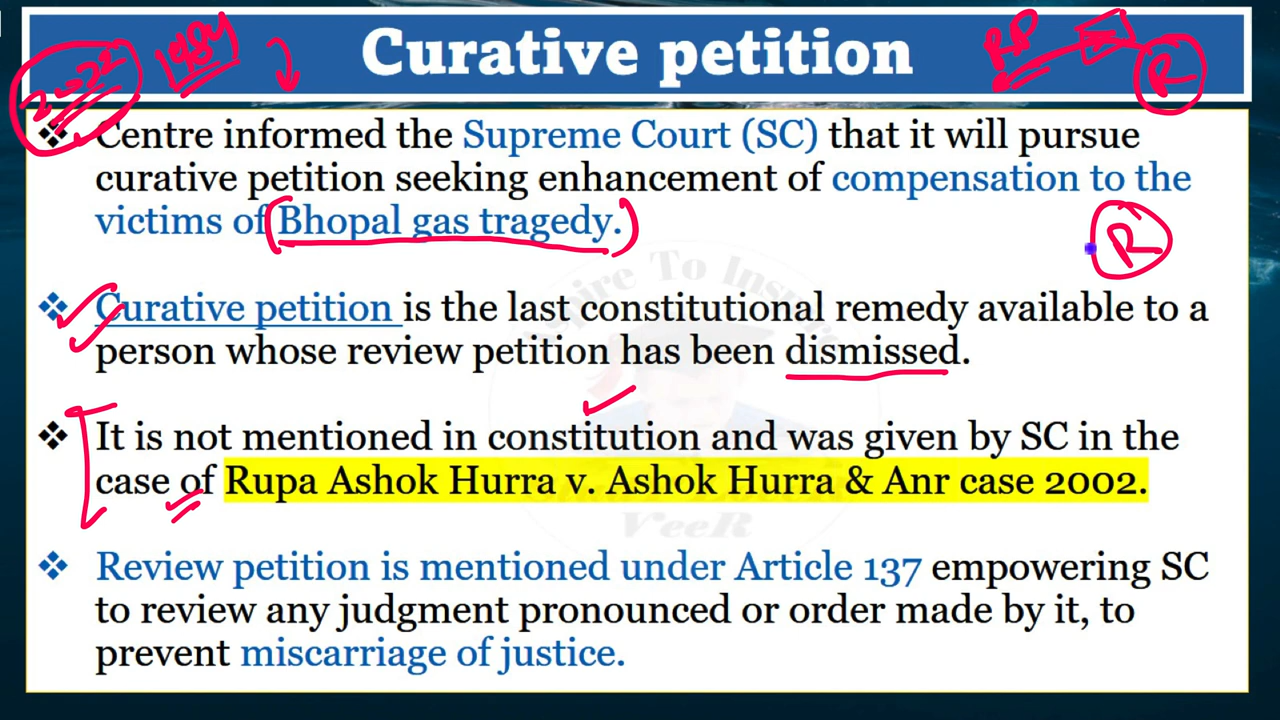 Curative petition
2022
1984
RP
R
❖ Centre informed the Supreme Court (SC) that it will pursue
curative petition seeking enhancement of compensation to the
victims of Bhopal gas tragedy.
R
❖ Curative petition is the last constitutional remedy available to a
person whose review petition has been dismissed.
❖ It is not mentioned in constitution and was given by SC in the
case of Rupa Ashok Hurra v. Ashok Hurra & Anr case 2002.
❖ Review petition is mentioned under Article 137 empowering SC
to review any judgment pronounced or order made by it, to
prevent miscarriage of justice.